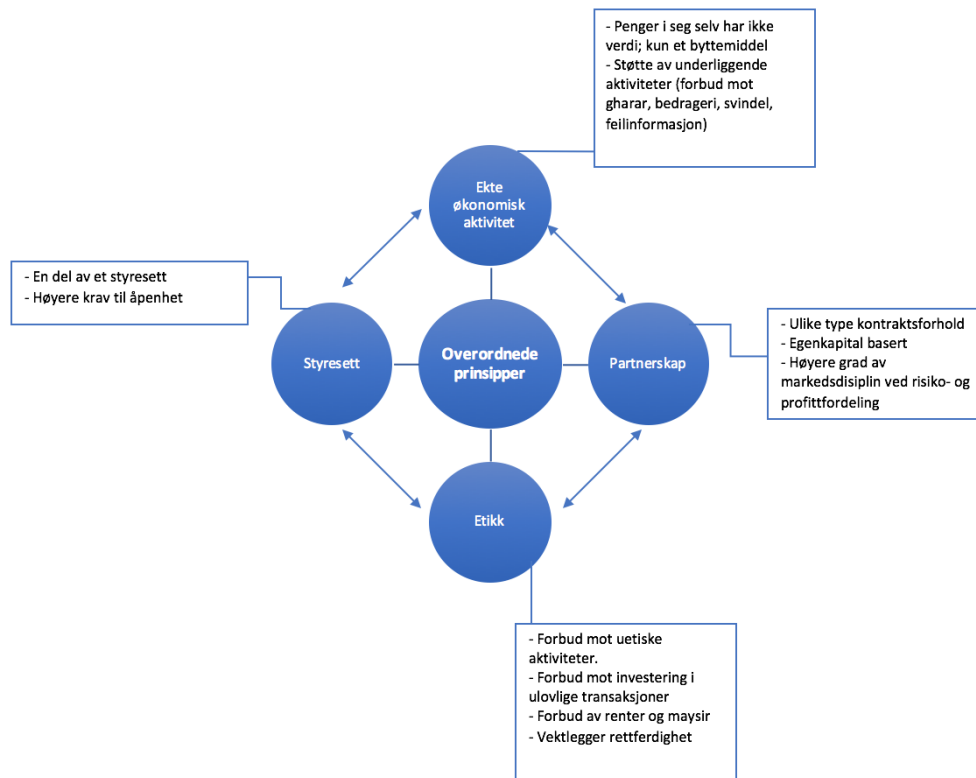 - Penger i seg selv har ikke
verdi; kun et byttemiddel
- Støtte av underliggende
aktiviteter (forbud mot
gharar, bedrageri, svindel,
feilinformasjon)
Ekte
økonomisk
aktivitet
- En del av et styresett
- Høyere krav til åpenhet
Styresett
Overordnede
prinsipper
Partnerskap
- Ulike type kontraktsforhold
- Egenkapital basert
- Høyere grad av
markedsdisiplin ved risiko- og
profittfordeling
Etikk
- Forbud mot uetiske
aktiviteter.
- Forbud mot investering i
ulovlige transaksjoner
- Forbud av renter og maysir
- Vektlegger rettferdighet